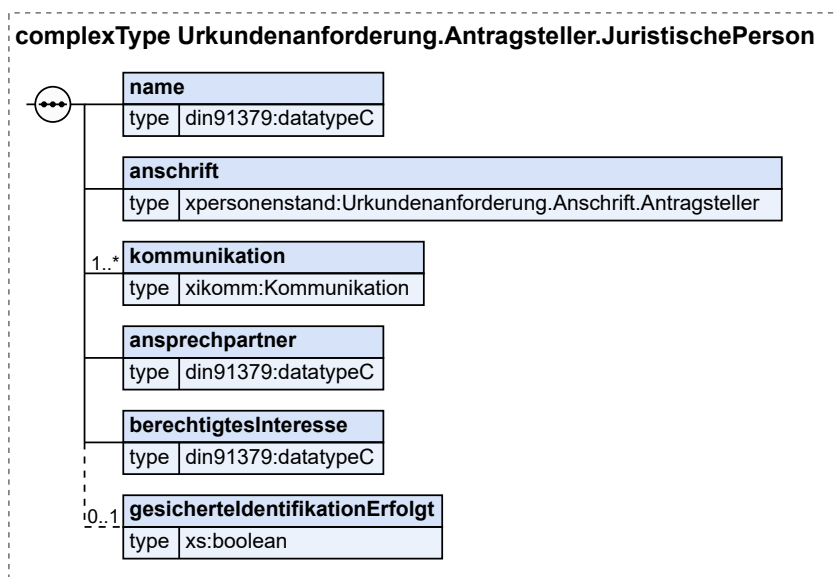 complexType Urkundenanforderung.Antragsteller.JuristischePerson
name
type din91379:datatypeC
anschrift
type xpersonenstand:Urkundenanforderung.Anschrift.Antragsteller
1..* kommunikation
type xikomm:Kommunikation
ansprechpartner
type din91379:datatypeC
berechtigtesInteresse
type din91379:datatypeC
0..1 gesicherteIdentifikationErfolgt
type xs:boolean